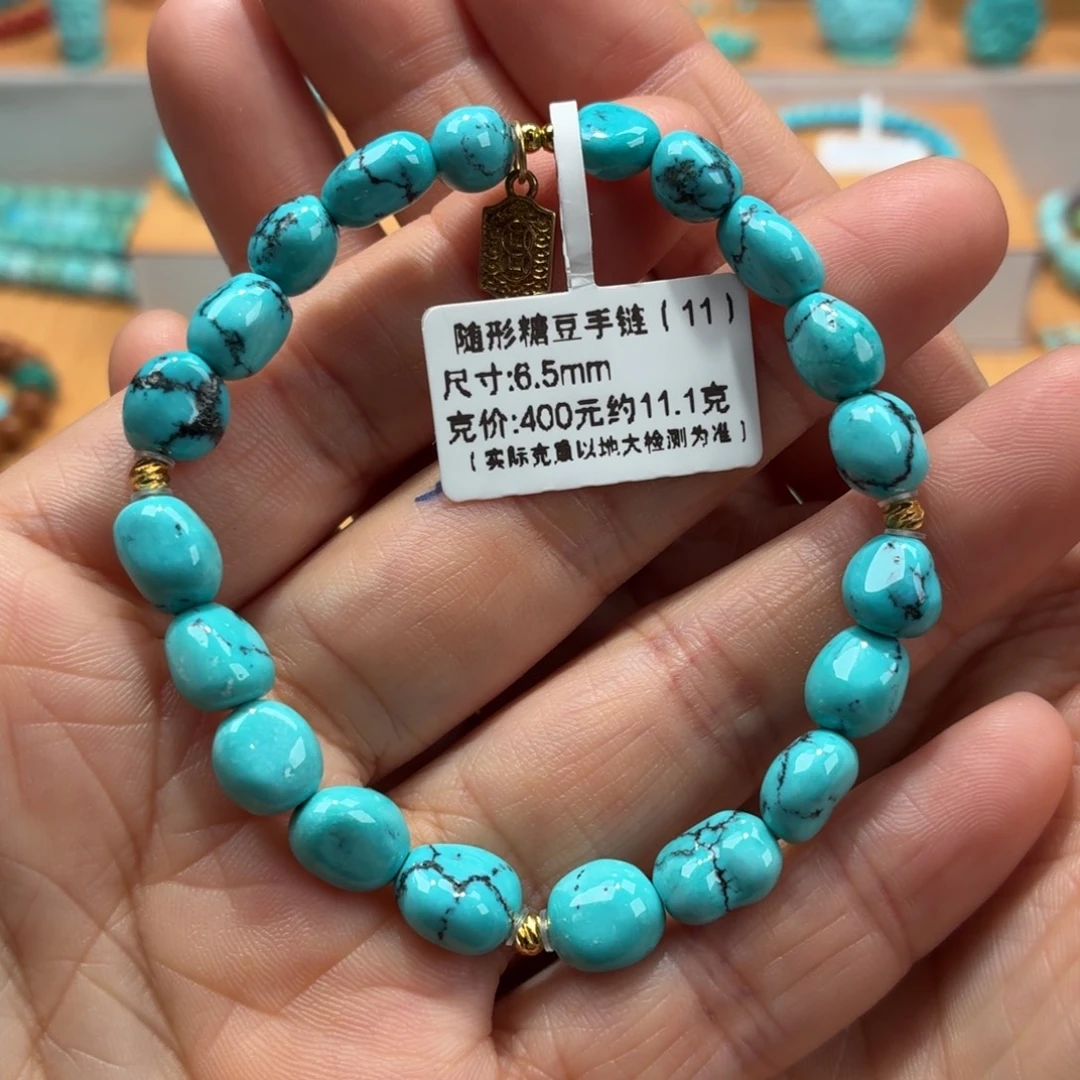 随形糖豆手链（11）
尺寸:6.5mm
克价:400元约11.1克
（实际克重以地大检测为准）